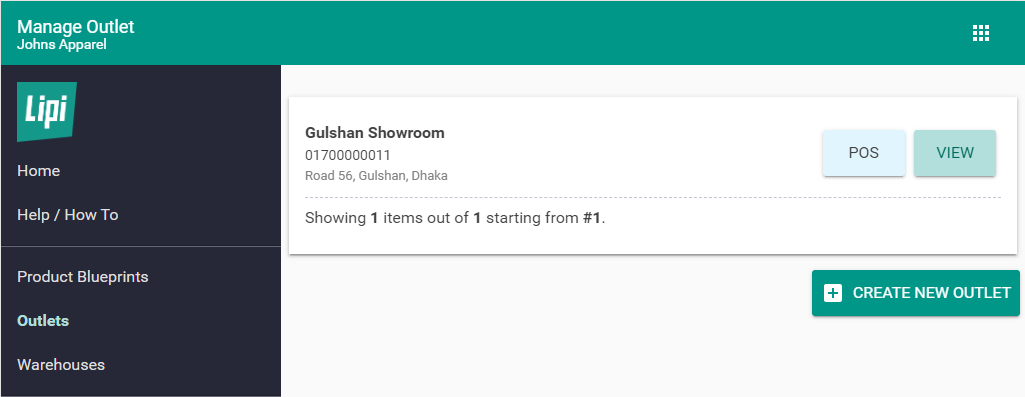 Manage Outlet
Johns Apparel
Lipi
Home
Help / How To
Product Blueprints
Outlets
Warehouses
Gulshan Showroom
01700000011
Road 56, Gulshan, Dhaka
POS
VIEW
Showing 1 items out of 1 starting from #1.
CREATE NEW OUTLET